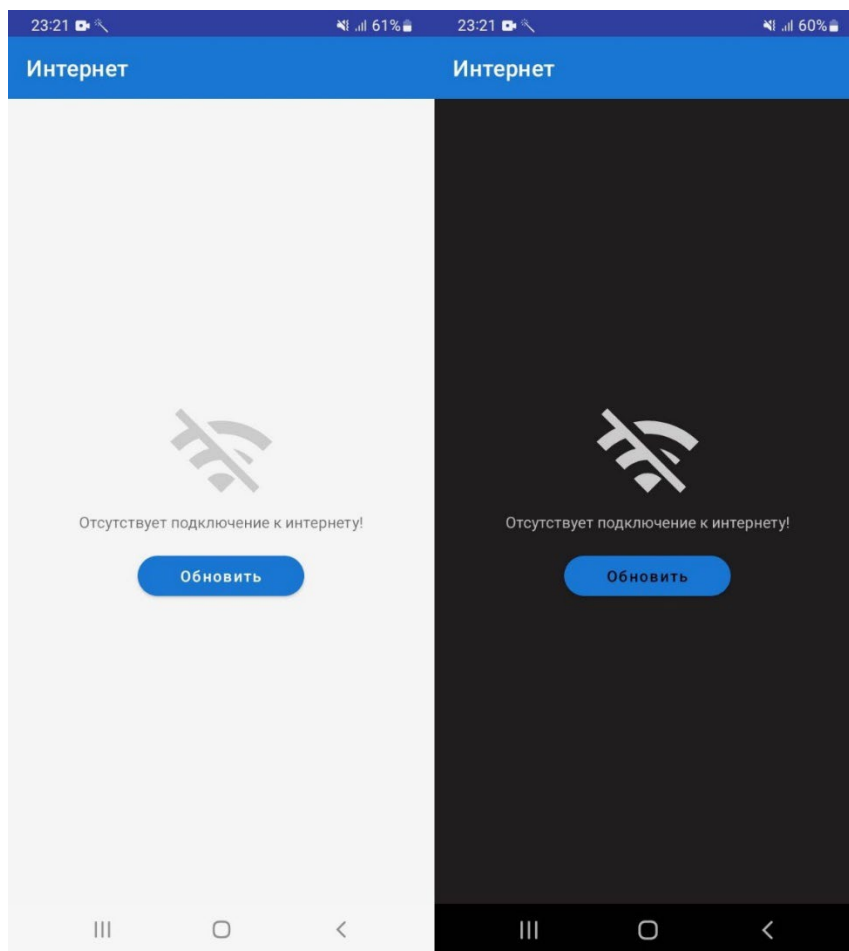 23:21 61%
Интернет
Отсутствует подключение к интернету!
Обновить
23:21 60%
Интернет
Отсутствует подключение к интернету!
Обновить